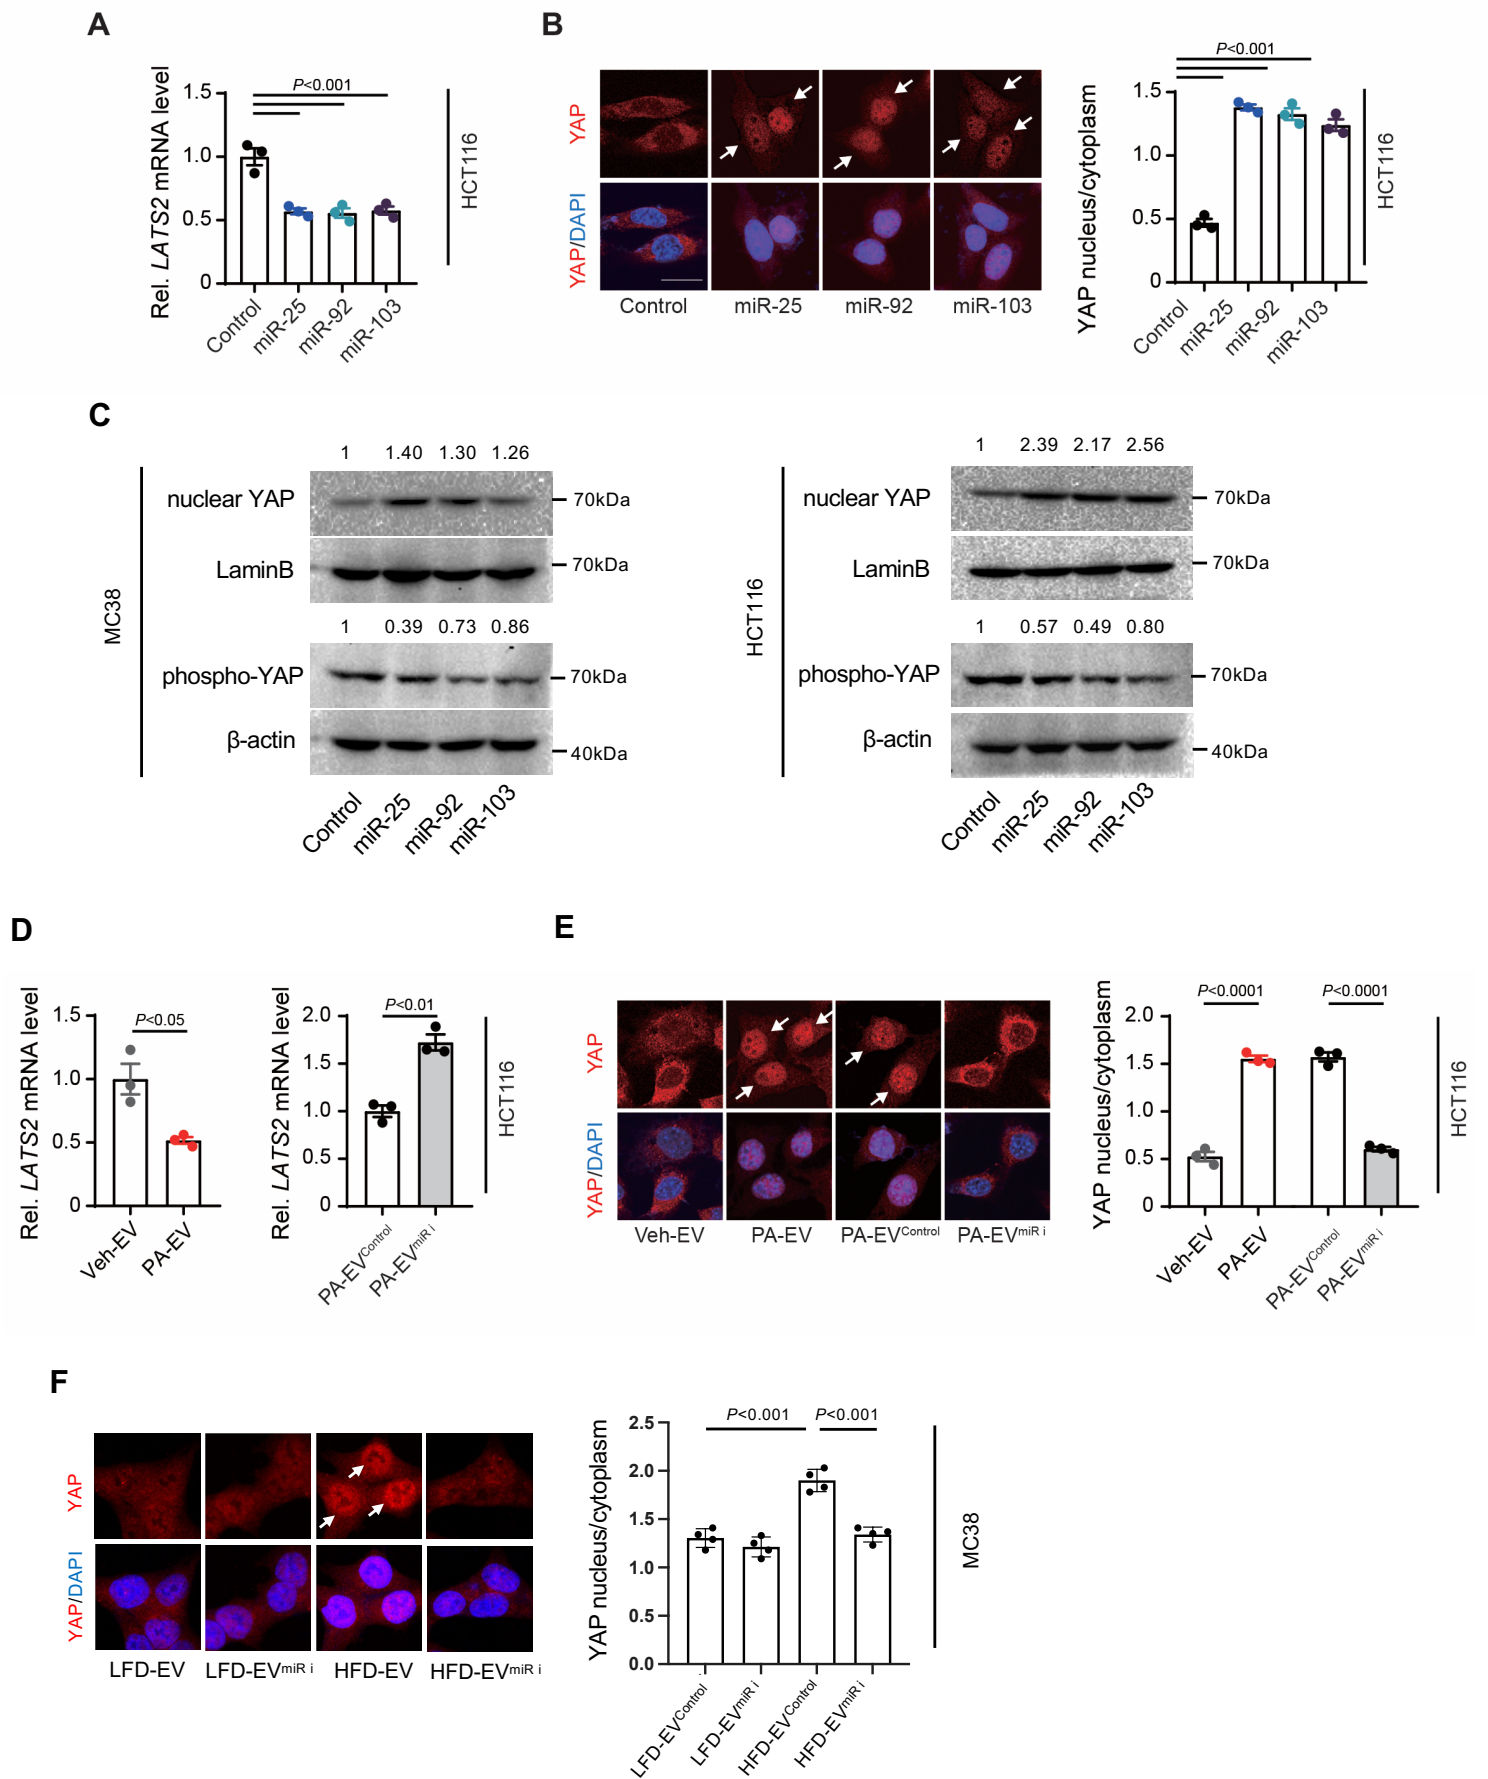 A
Rel. LATS2 mRNA level
1.5
1.0
0.5
0
P<0.001
Control
miR-25
miR-92
miR-103
HCT116
B
YAP
YAP/DAPI
Control
miR-25
miR-92
miR-103
YAP nucleus/cytoplasm
1.5
1.0
0.5
0
P<0.001
Control
miR-25
miR-92
miR-103
HCT116
C
MC38
1 1.40 1.30 1.26
nuclear YAP
70kDa
LaminB
70kDa
1 0.39 0.73 0.86
phospho-YAP
70kDa
β-actin
40kDa
Control
miR-25
miR-92
miR-103
HCT116
1 2.39 2.17 2.56
nuclear YAP
70kDa
LaminB
70kDa
1 0.57 0.49 0.80
phospho-YAP
70kDa
β-actin
40kDa
Control
miR-25
miR-92
miR-103
D
Rel. LATS2 mRNA level
1.5
1.0
0.5
0
P<0.05
Veh-EV
PA-EV
Rel. LATS2 mRNA level
2.0
1.5
1.0
0.5
0
P<0.01
PA-EVControl
PA-EVmiR i
HCT116
E
YAP
YAP/DAPI
Veh-EV
PA-EV
PA-EVControl
PA-EVmiR i
YAP nucleus/cytoplasm
2.0
1.5
1.0
0.5
0
P<0.0001
P<0.0001
Veh-EV
PA-EV
PA-EVControl
PA-EVmiR i
HCT116
F
YAP
YAP/DAPI
LFD-EV
LFD-EVmiR i
HFD-EV
HFD-EVmiR i
YAP nucleus/cytoplasm
2.5
2.0
1.5
1.0
0.5
0.0
P<0.001
P<0.001
LFD-EVControl
LFD-EVmiR i
HFD-EVControl
HFD-EVmiR i
MC38